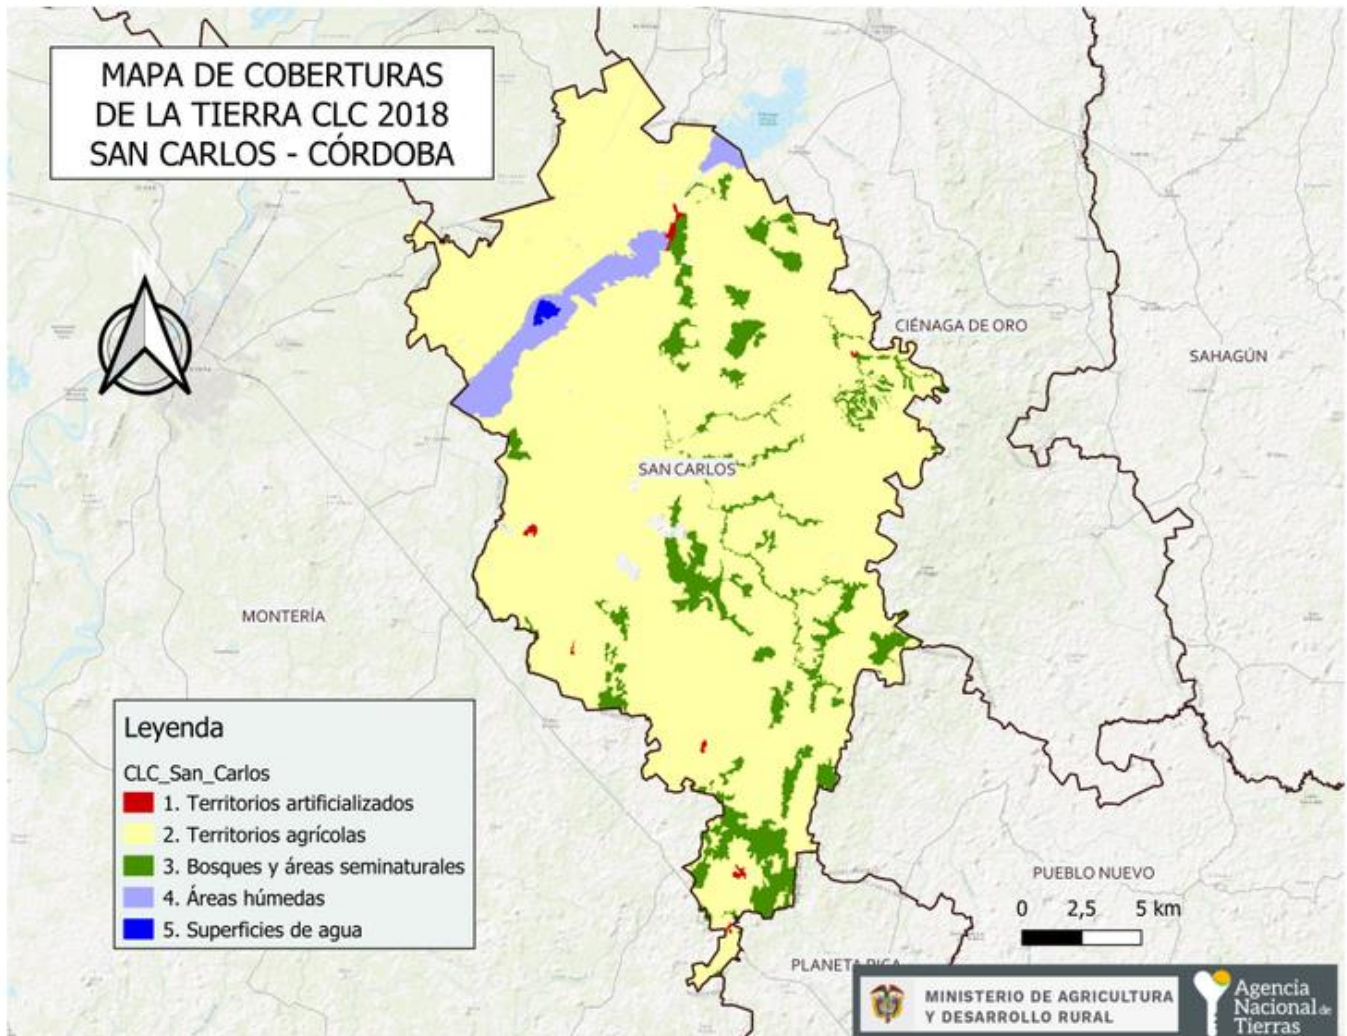 MAPA DE COBERTURAS
DE LA TIERRA CLC 2018
SAN CARLOS - CÓRDOBA
CIÉNAGA DE ORO
SAHAGÚN
SAN CARLOS
MONTERÍA
Leyenda
CLC_San_Carlos
1. Territorios artificializados
2. Territorios agrícolas
3. Bosques y áreas seminaturales
4. Áreas húmedas
5. Superficies de agua
PUEBLO NUEVO
0 2,5 5 km
PLANETA RICA
MINISTERIO DE AGRICULTURA
Y DESARROLLO RURAL
Agencia
Nacional de
Tierras